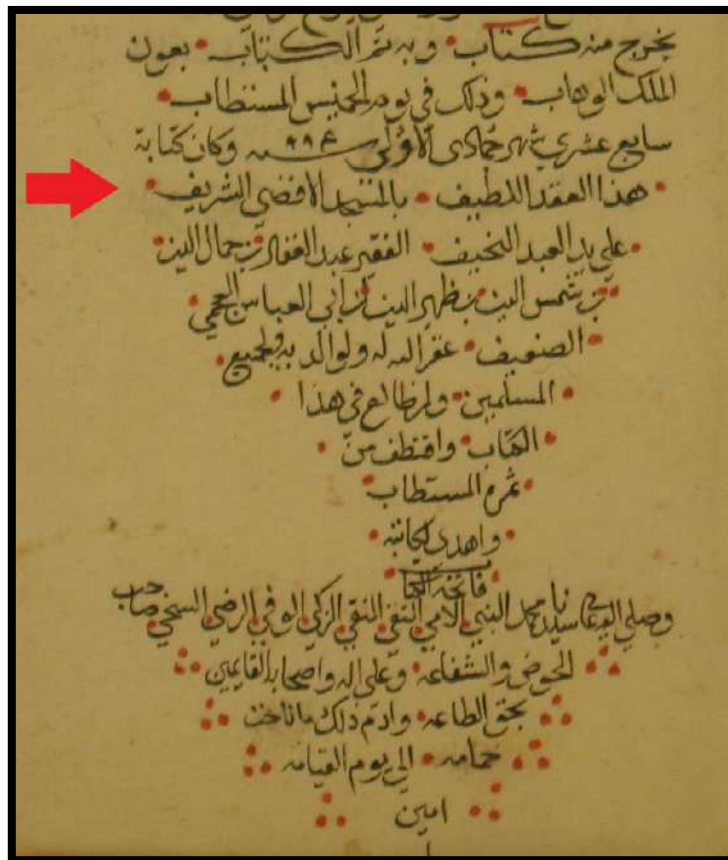 يخرج منه كتاب وبه تم الكتاب بعون
الملك الوهاب وذلك في يوم الخميس المستطاب
سابع عشري شهر جمادى الاولى سنه ٩٩٤ وكان كتابة
هذا العقد اللطيف بالمسجد الاقصى الشريف
على يد العبد النحيف الفقير عبد الغفار بن جمال الدين
بن شمس الدين بن ظهير الدين بن ابي العباس العجمي
الضعيف غفر الله له ولوالديه ولجميع
المسلمين ولمن طالع في هذا
الكتاب واقتطف من
ثمره المستطاب
واهدى لكاتبه
فاتحة الكتاب
وصلى الله على سيدنا محمد النبي الامي التقي النقي الزكي الوفي الرضي السخي صاحب
الحوض والشفاعه وعلى اله واصحابه القايمين
بحق الطاعه وادم ذلك ما ناحت
حمامه الى يوم القيامه
امين